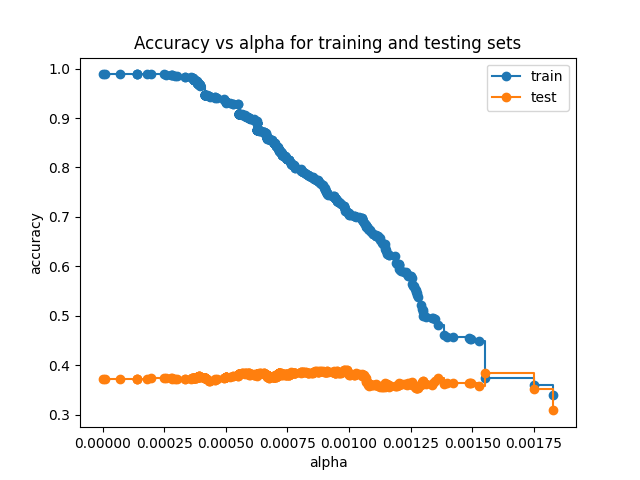 Accuracy vs alpha for training and testing sets
train
test
1.0
0.9
0.8
0.7
0.6
0.5
0.4
0.3
accuracy
0.00000 0.00025 0.00050 0.00075 0.00100 0.00125 0.00150 0.00175
alpha